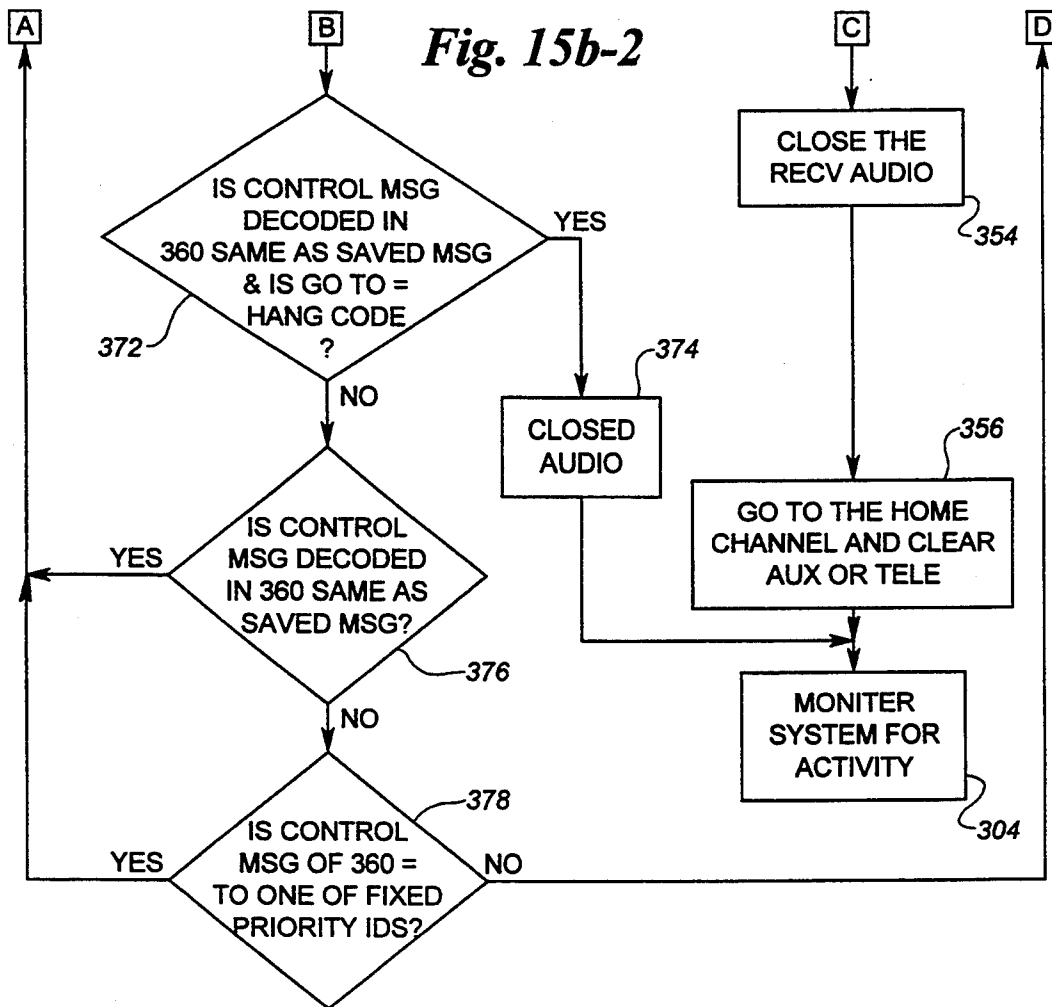 A
B
Fig. 15b-2
C
D
IS CONTROL MSG
DECODED IN
360 SAME AS SAVED MSG
& IS GO TO =
HANG CODE
?
372
YES
NO
CLOSE THE
RECV AUDIO
354
374
CLOSED
AUDIO
356
GO TO THE HOME
CHANNEL AND CLEAR
AUX OR TELE
YES
IS CONTROL
MSG DECODED
IN 360 SAME AS
SAVED MSG?
376
NO
MONITER
SYSTEM FOR
ACTIVITY
304
378
YES
IS CONTROL
MSG OF 360 =
TO ONE OF FIXED
PRIORITY IDS?
NO